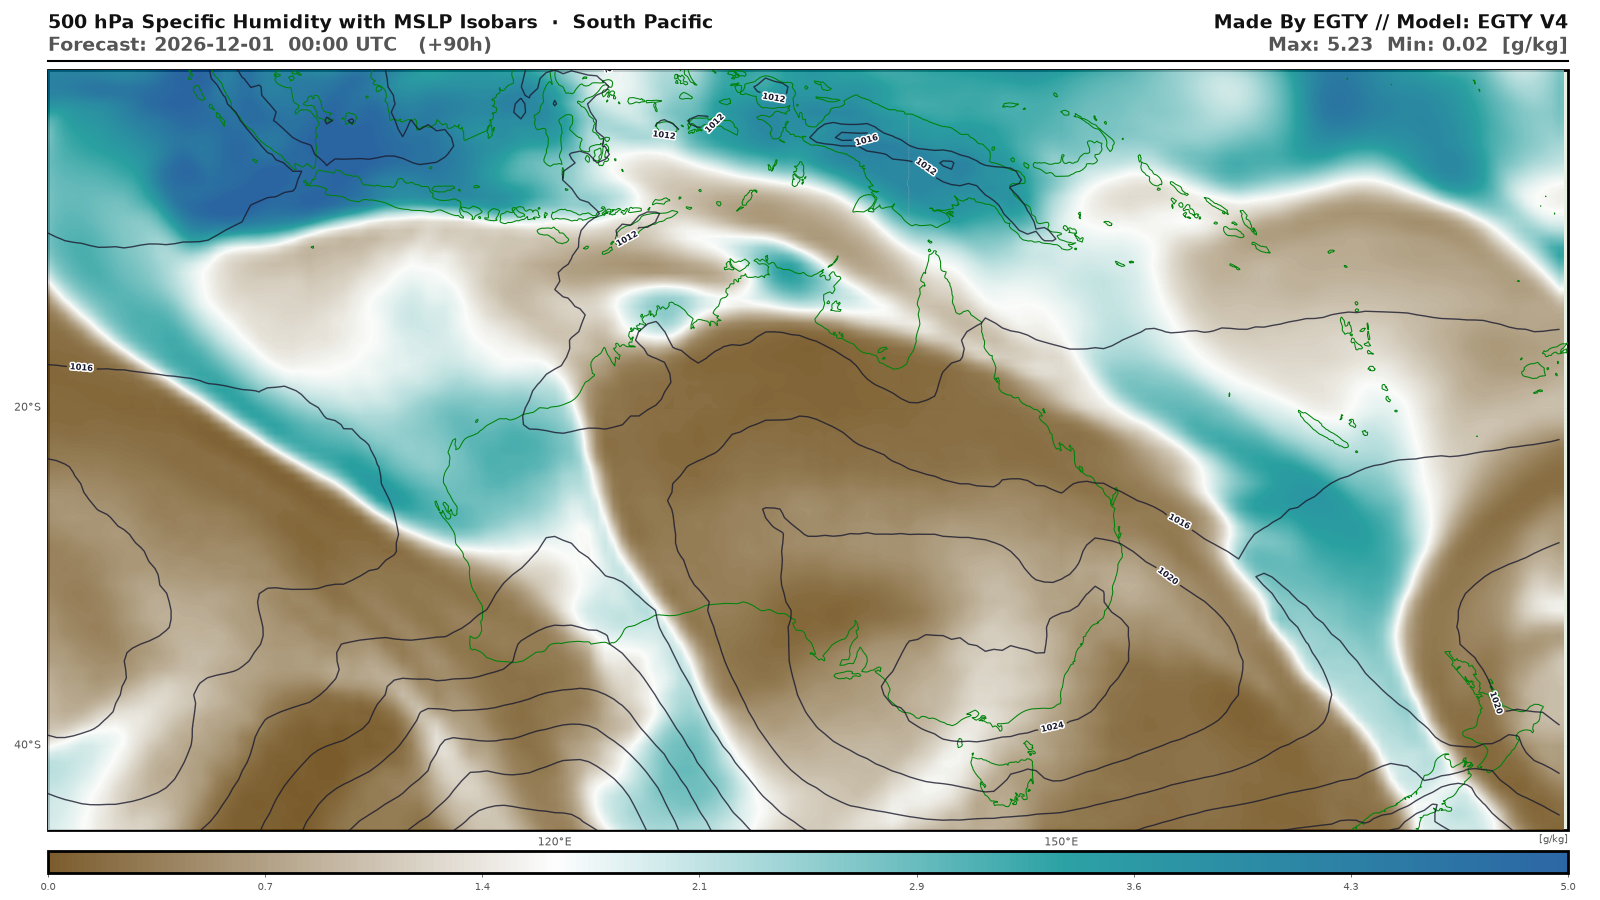 500 hPa Specific Humidity with MSLP Isobars · South Pacific
Made By EGTY // Model: EGTY V4
Forecast: 2026-12-01 00:00 UTC (+90h)
Max: 5.23 Min: 0.02 [g/kg]
1012
1012
1012
1016
1012
1012
1016
20°S
1016
1020
1020
1024
40°S
120°E
150°E
[g/kg]
0.0
0.7
1.4
2.1
2.9
3.6
4.3
5.0